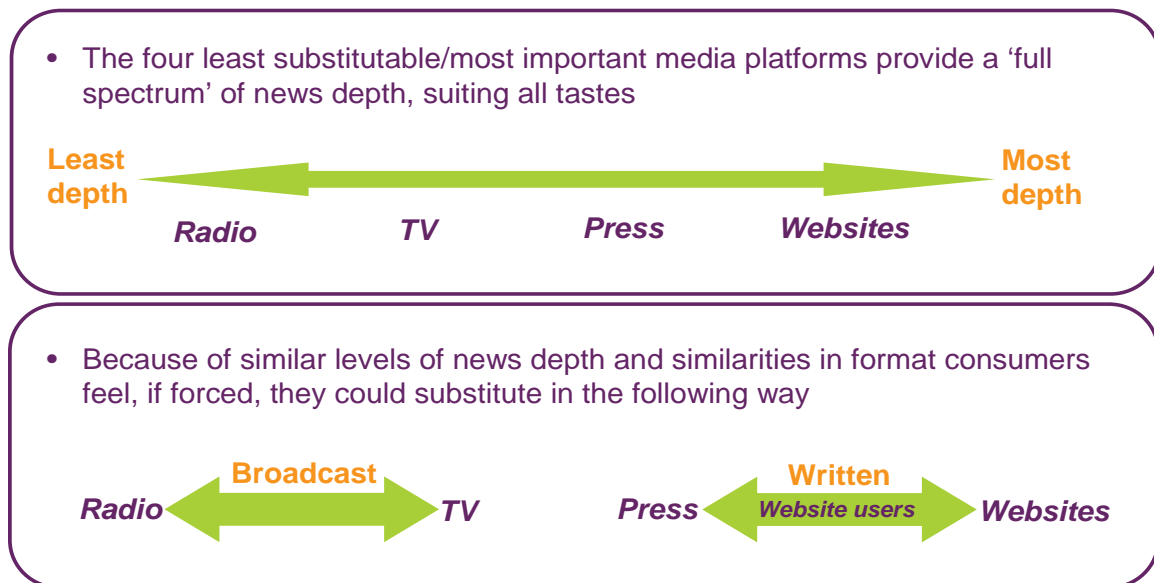 • The four least substitutable/most important media platforms provide a ‘full
spectrum’ of news depth, suiting all tastes
Least
depth
Most
depth
Radio TV Press Websites
• Because of similar levels of news depth and similarities in format consumers
feel, if forced, they could substitute in the following way
Broadcast
Radio TV
Written
Press Website users Websites